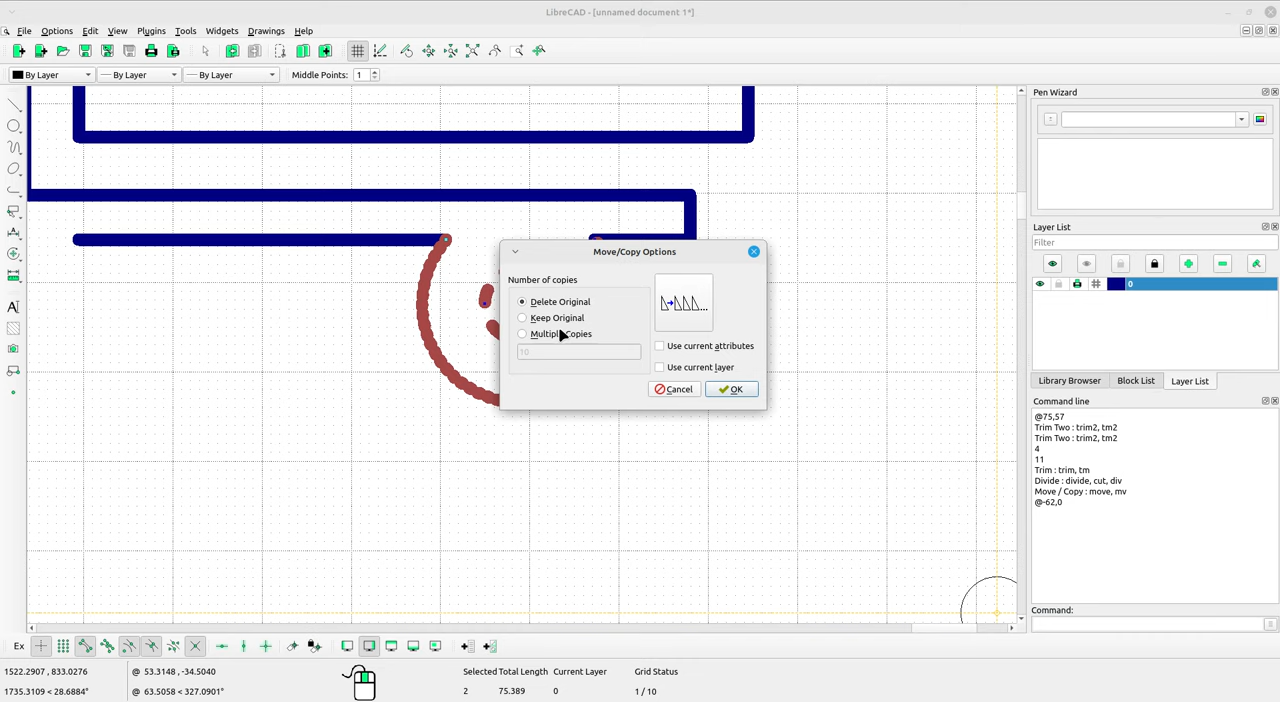 LibreCAD - [unnamed document 1*]
File Options Edit View Plugins Tools Widgets Drawings Help
By Layer By Layer By Layer Middle Points: 1
Pen Wizard
Layer List
Filter
0
Move/Copy Options
Number of copies
Delete Original
Keep Original
Multiple Copies
10
Use current attributes
Use current layer
Cancel OK
Library Browser Block List Layer List
Command line
@75,57
Trim Two : trim2, tm2
Trim Two : trim2, tm2
4
11
Trim : trim, tm
Divide : divide, cut, div
Move / Copy : move, mv
@-62,0
Command:
Ex
1522.2907 , 833.0276 @ 53.3148 , -34.5040 Selected Total Length Current Layer Grid Status
1735.3109 < 28.6884° @ 63.5058 < 327.0901° 2 75.389 0 1 / 10